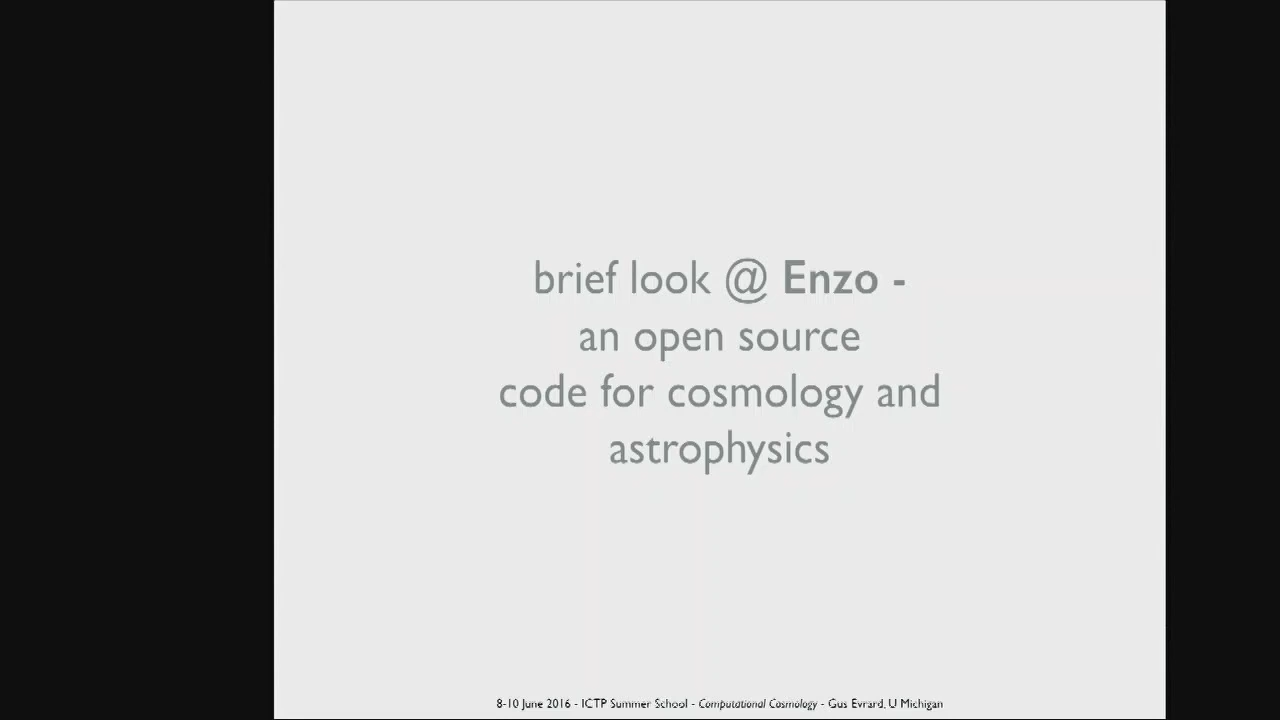 brief look @ Enzo -
an open source
code for cosmology and
astrophysics
8-10 June 2016 - ICTP Summer School - Computational Cosmology - Gus Evrard, U Michigan